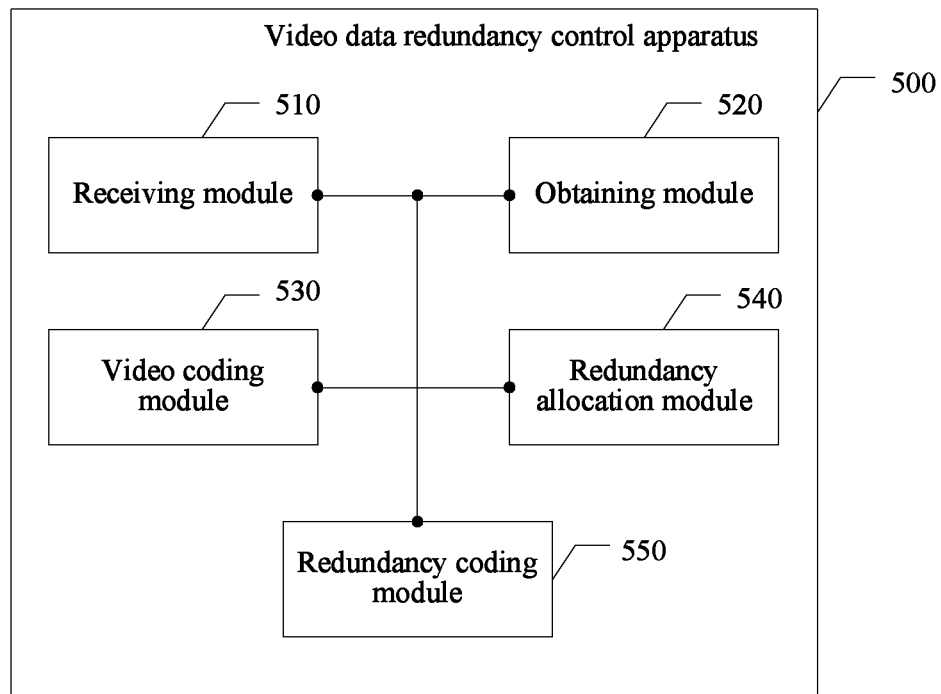 Video data redundancy control apparatus
500
510
520
Receiving module
Obtaining module
530
540
Video coding
module
Redundancy
allocation module
550
Redundancy coding
module